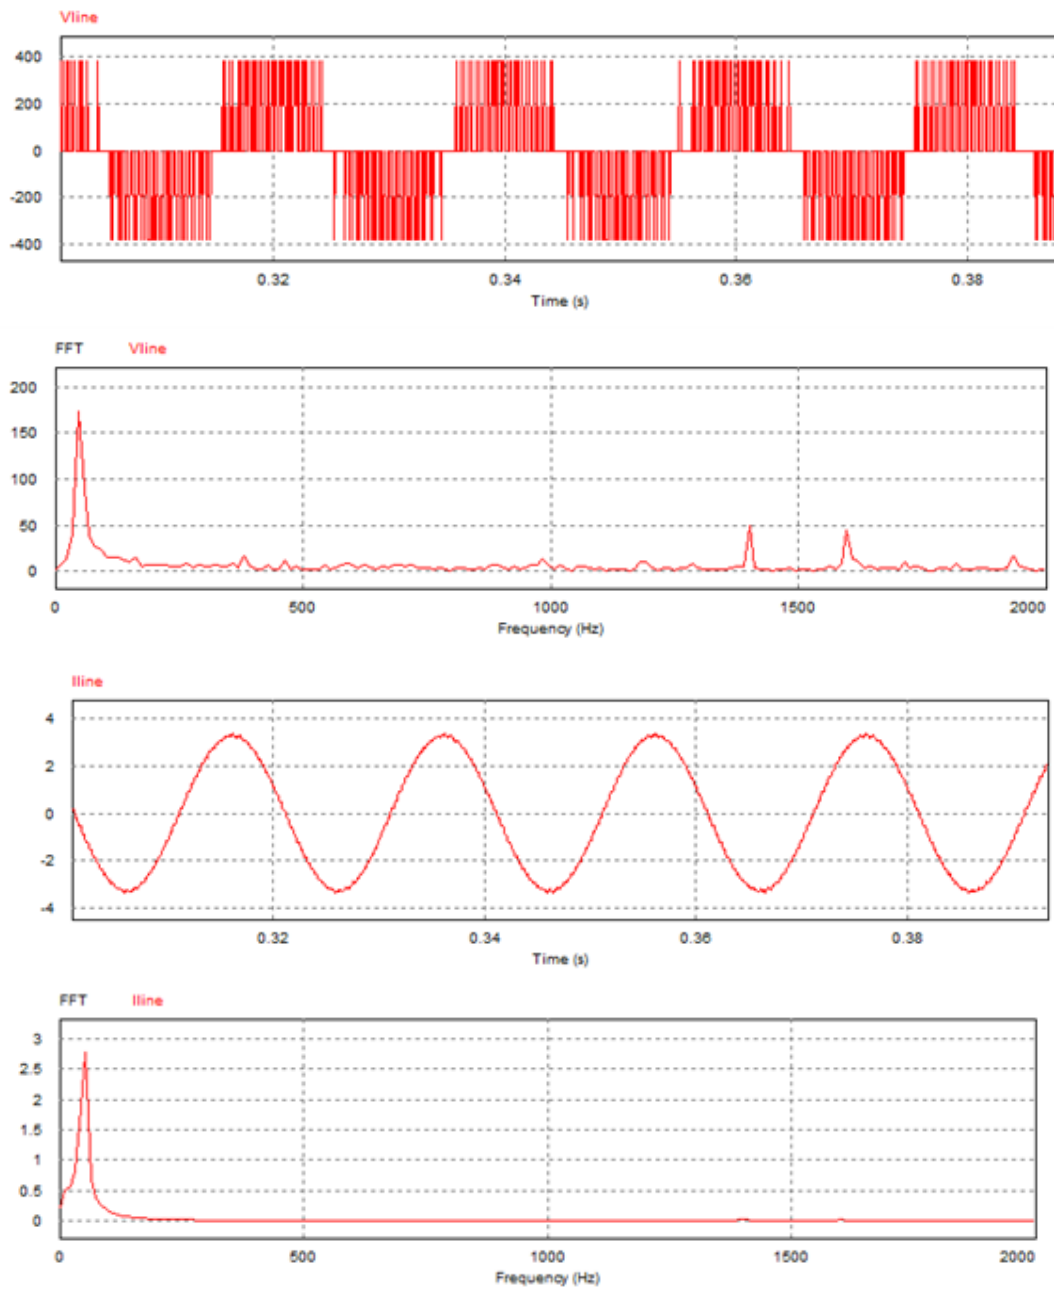 Vline
400
200
0
-200
-400
0.32 0.34 0.36 0.38
Time (s)
FFT Vline
200
150
100
50
0
0 500 1000 1500 2000
Frequency (Hz)
Iline
4
2
0
-2
-4
0.32 0.34 0.36 0.38
Time (s)
FFT Iline
3
2.5
2
1.5
1
0.5
0
0 500 1000 1500 2000
Frequency (Hz)